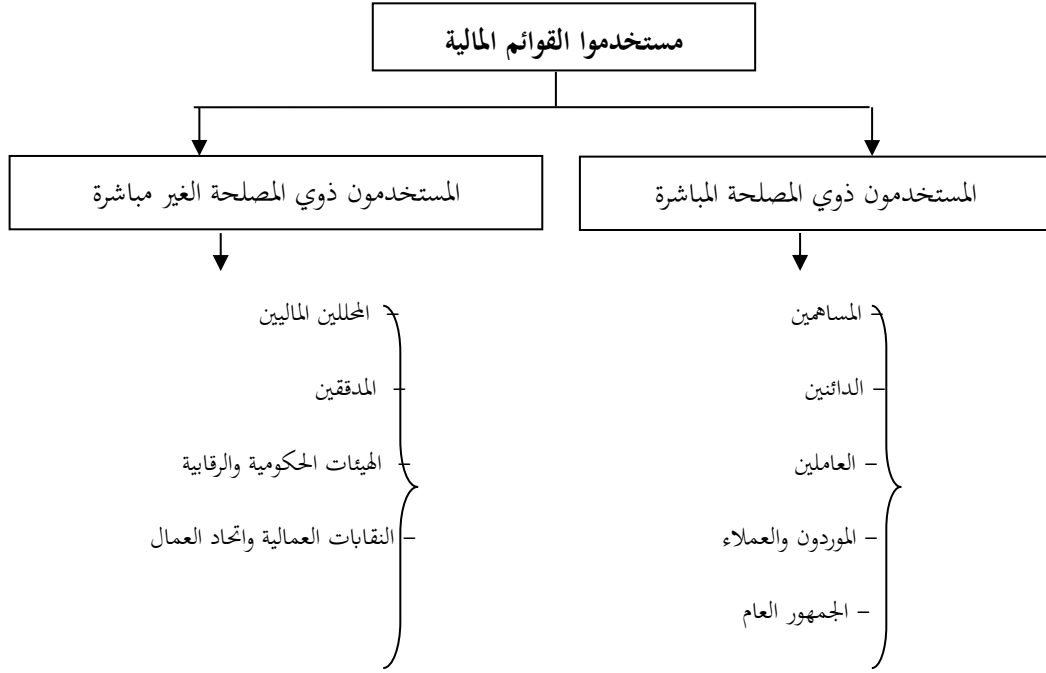 مستخدموا القوائم المالية
المستخدمون ذوي المصلحة المباشرة
المستخدمون ذوي المصلحة الغير مباشرة
– المساهمين
– الدائنين
– العاملين
– الموردون والعملاء
– الجمهور العام
– المحللين الماليين
– المدققين
– الهيئات الحكومية والرقابية
– النقابات العمالية واتحاد العمال